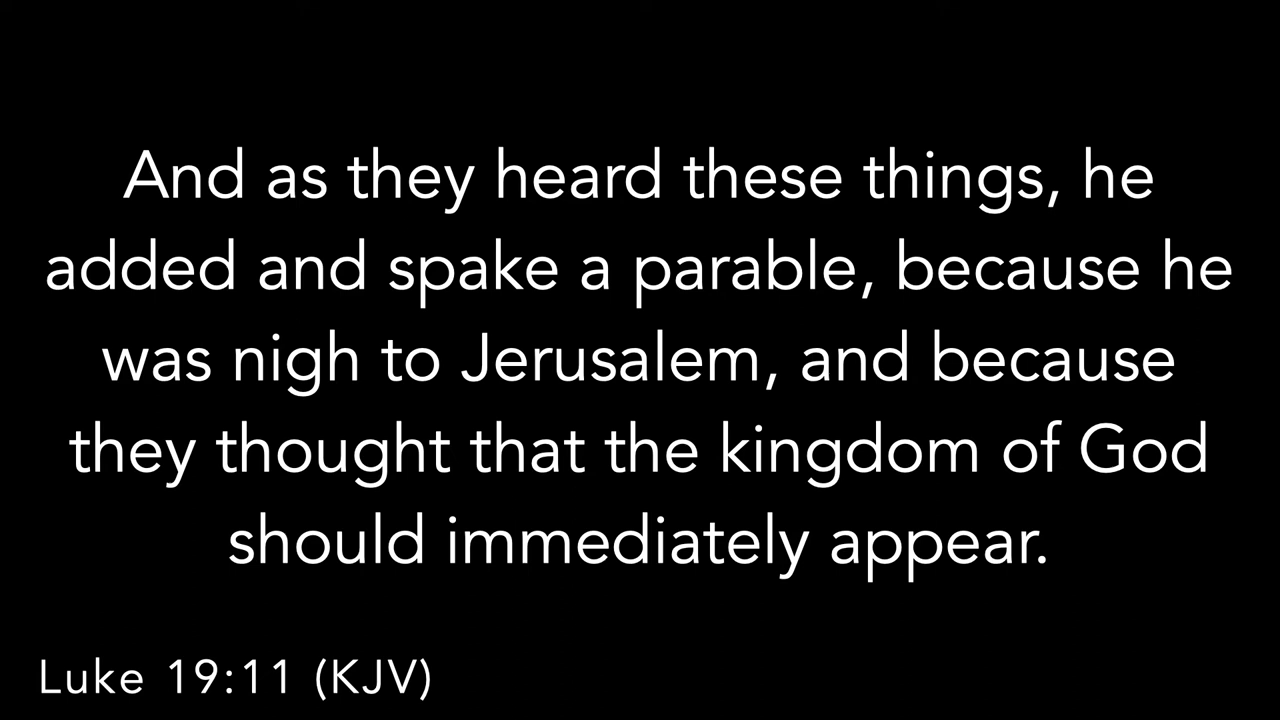 And as they heard these things, he
added and spake a parable, because he
was nigh to Jerusalem, and because
they thought that the kingdom of God
should immediately appear.
Luke 19:11 (KJV)